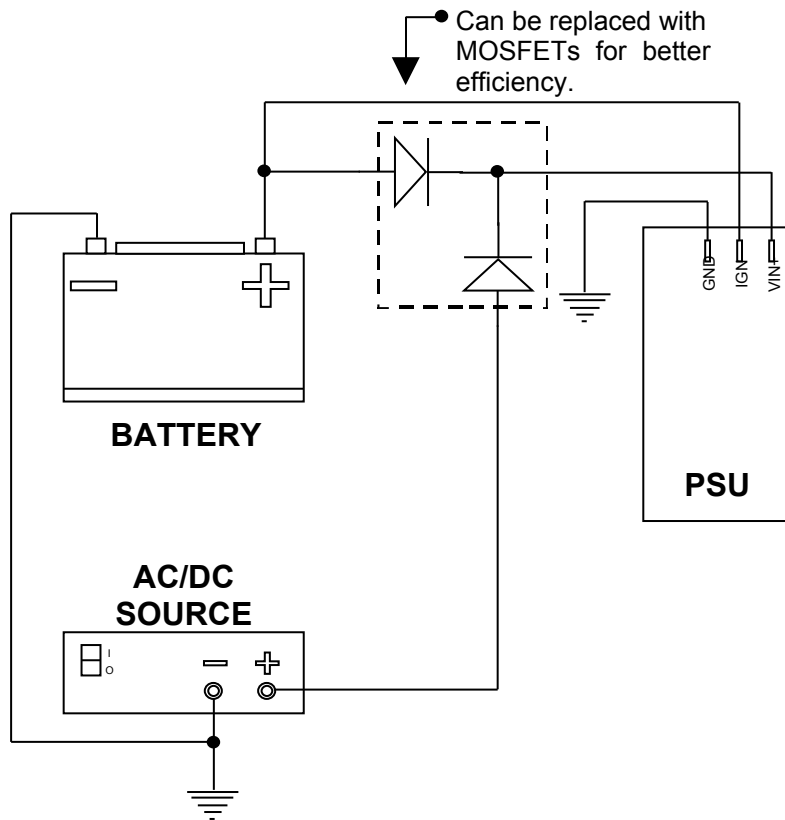 Can be replaced with
MOSFETs for better
efficiency.
GND
IGN
VIN+
BATTERY
PSU
AC/DC
SOURCE
I
O